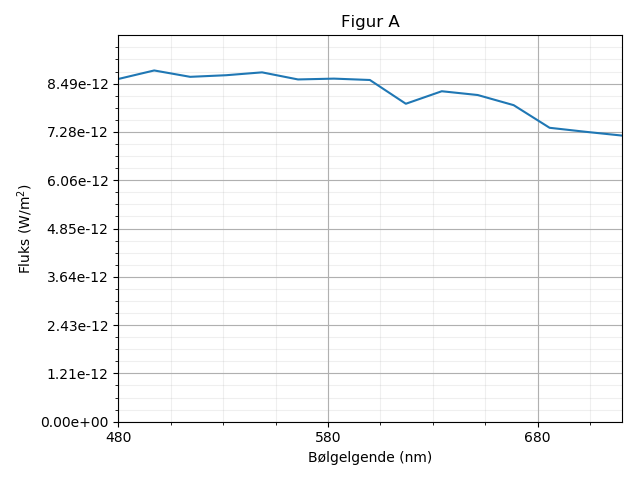 Figur A
8.49e-12
7.28e-12
6.06e-12
4.85e-12
3.64e-12
2.43e-12
1.21e-12
0.00e+00
Fluks (W/m²)
480 580 680
Bølgelgende (nm)